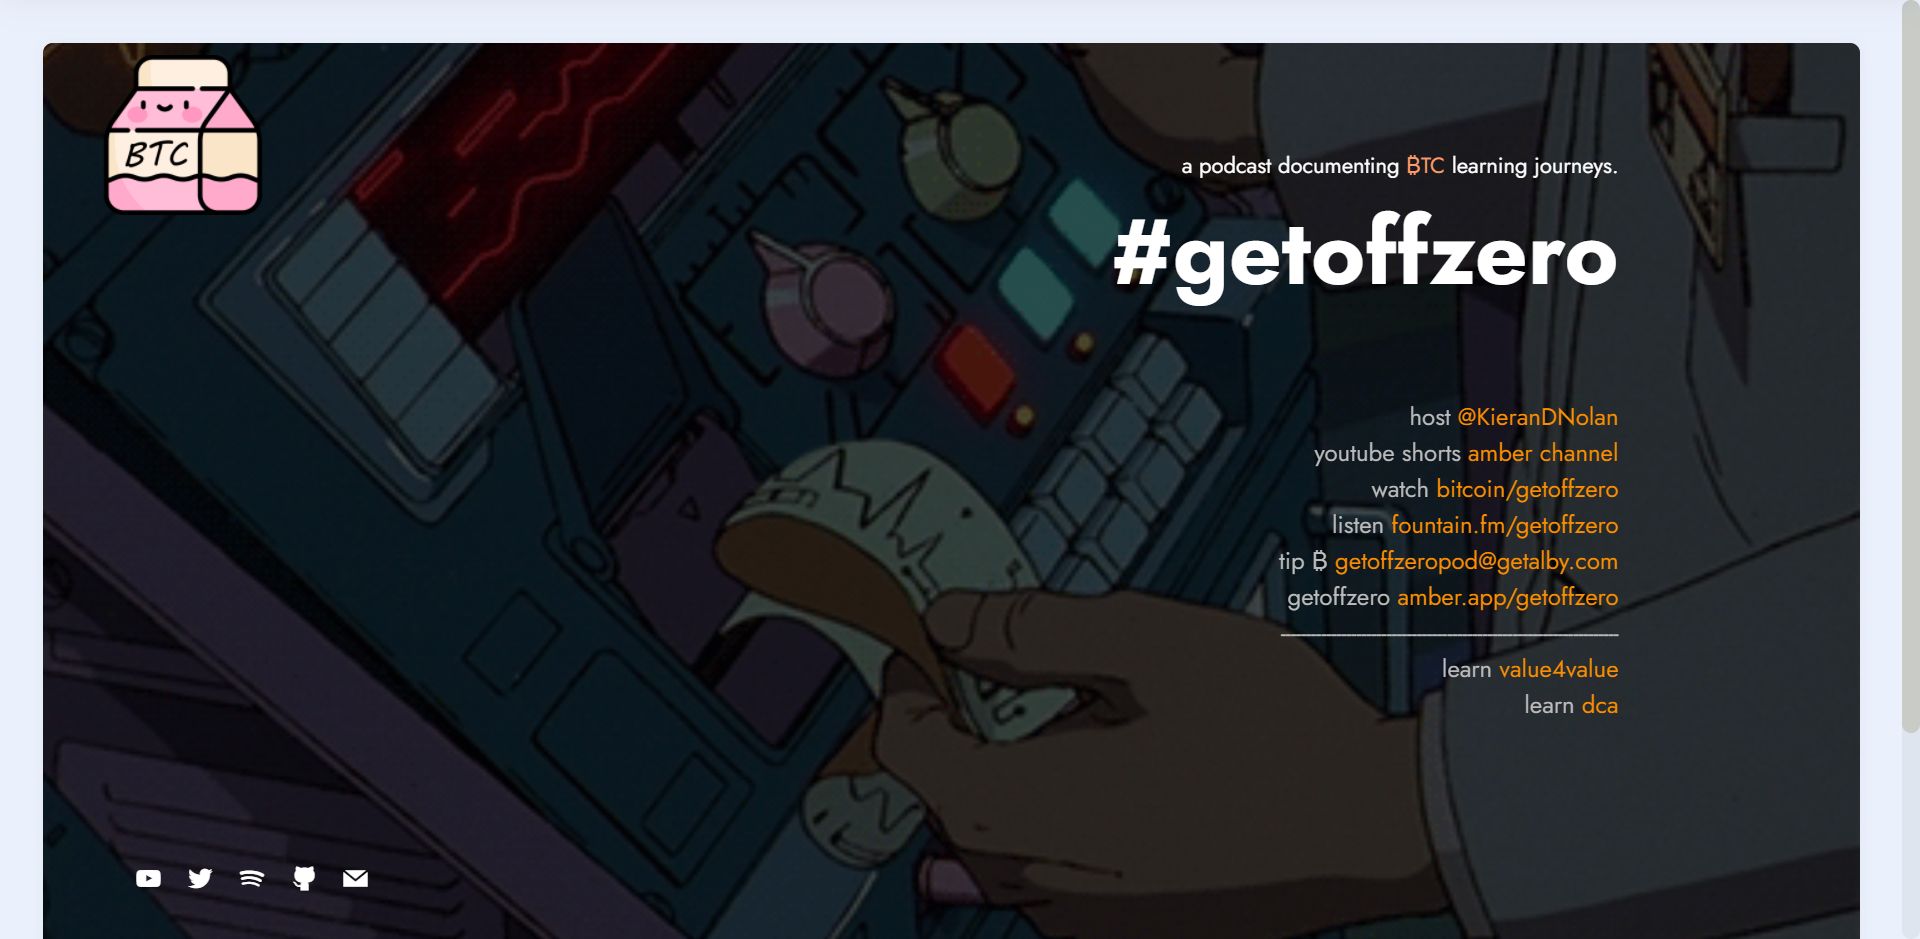 BTC
a podcast documenting ₿TC learning journeys.
#getoffzero
host @KieranDNolan
youtube shorts amber channel
watch bitcoin/getoffzero
listen fountain.fm/getoffzero
tip ₿ getoffzeropod@getalby.com
getoffzero amber.app/getoffzero
learn value4value
learn dca